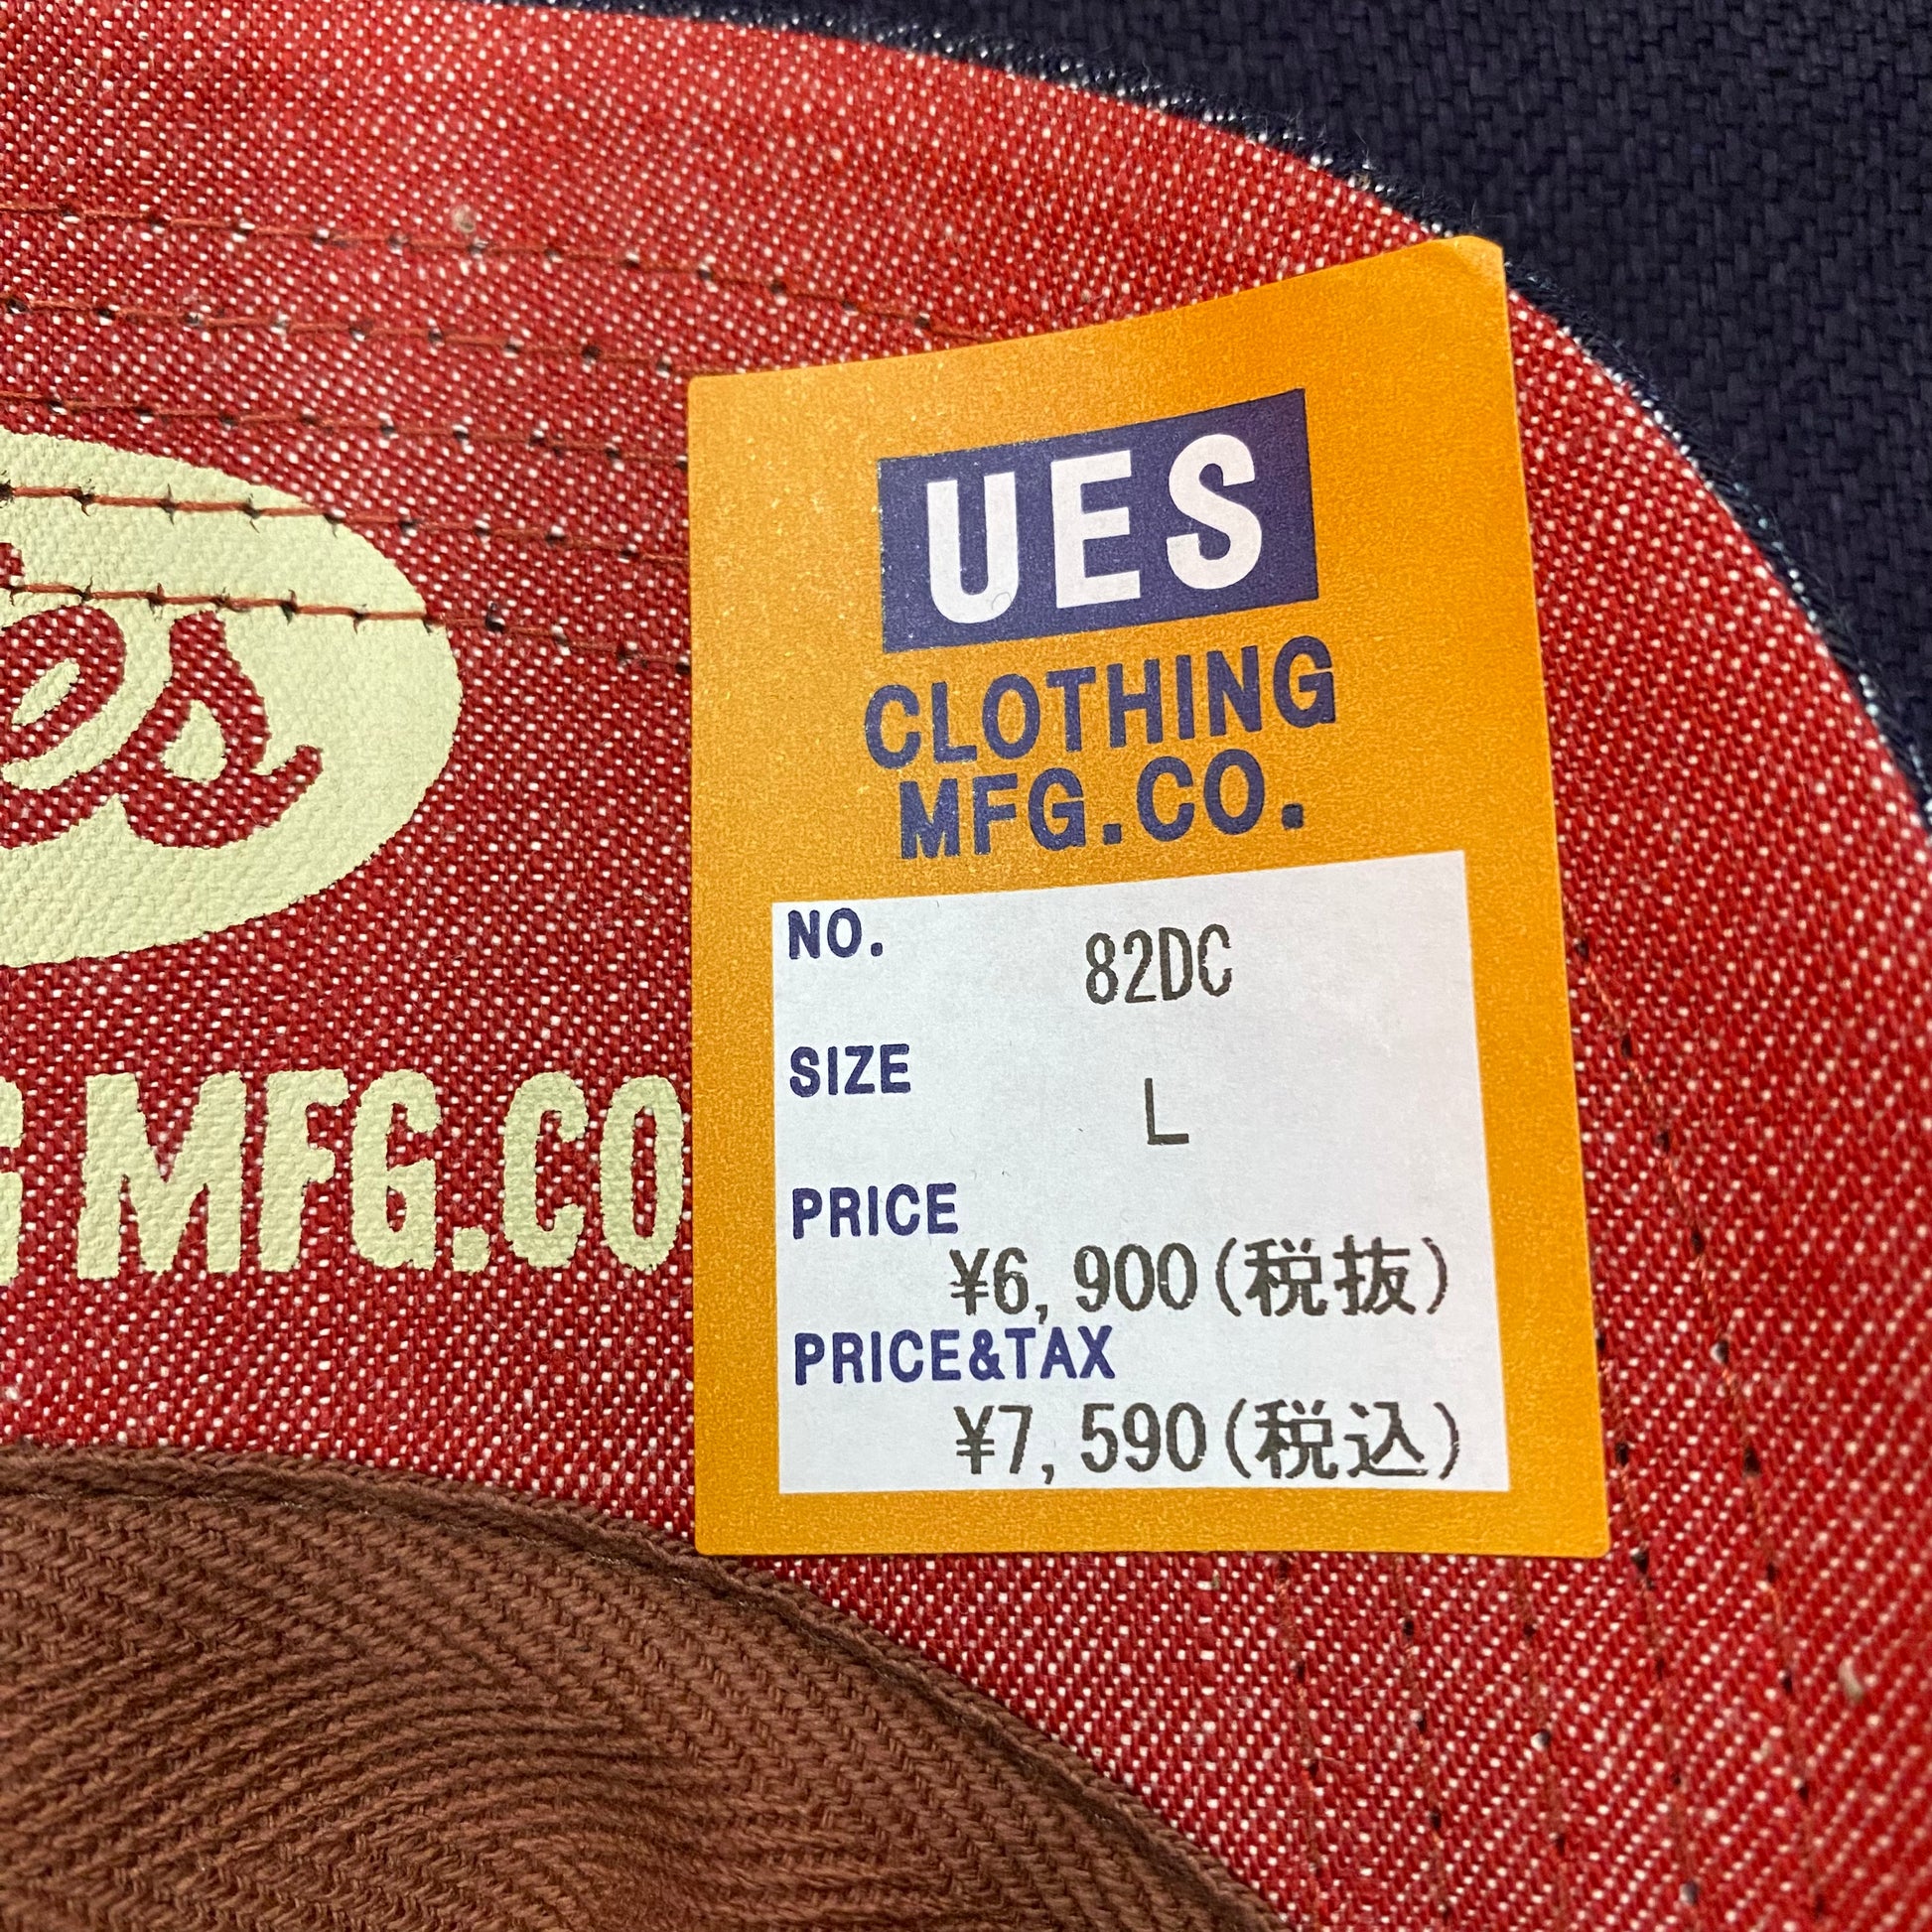 es
MFG.CO
UES
CLOTHING
MFG.CO.
NO.
82DC
SIZE
L
PRICE
¥6,900(税抜)
PRICE&TAX
¥7,590(税込)